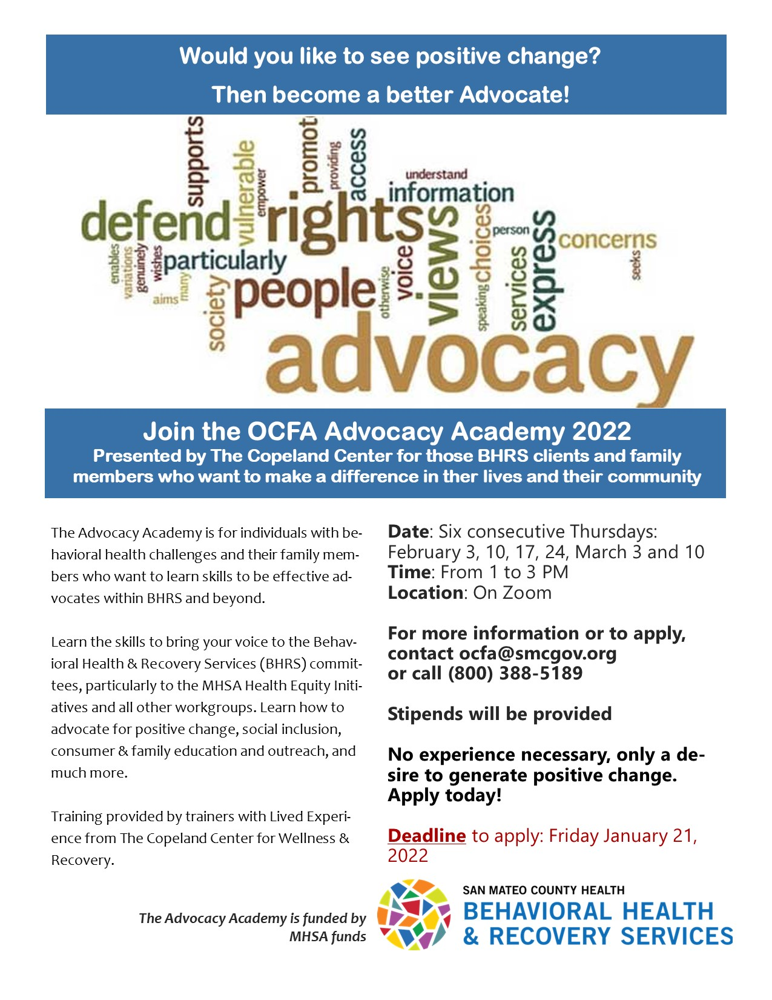 Would you like to see positive change?
Then become a better Advocate!
supports
vulnerable
empower
promot
providing
access
understand
information
defend
rights
views
choices
person
express
concerns
seeks
enables
variations
genuinely
wishes
particularly
aims
many
society
people
otherwise
voice
speaking
services
advocacy
Join the OCFA Advocacy Academy 2022
Presented by The Copeland Center for those BHRS clients and family
members who want to make a difference in ther lives and their community
The Advocacy Academy is for individuals with be-
havioral health challenges and their family mem-
bers who want to learn skills to be effective ad-
vocates within BHRS and beyond.
Learn the skills to bring your voice to the Behav-
ioral Health & Recovery Services (BHRS) commit-
tees, particularly to the MHSA Health Equity Initi-
atives and all other workgroups. Learn how to
advocate for positive change, social inclusion,
consumer & family education and outreach, and
much more.
Training provided by trainers with Lived Experi-
ence from The Copeland Center for Wellness &
Recovery.
The Advocacy Academy is funded by
MHSA funds
Date: Six consecutive Thursdays:
February 3, 10, 17, 24, March 3 and 10
Time: From 1 to 3 PM
Location: On Zoom
For more information or to apply,
contact ocfa@smcgov.org
or call (800) 388-5189
Stipends will be provided
No experience necessary, only a de-
sire to generate positive change.
Apply today!
Deadline to apply: Friday January 21,
2022
SAN MATEO COUNTY HEALTH
BEHAVIORAL HEALTH
& RECOVERY SERVICES